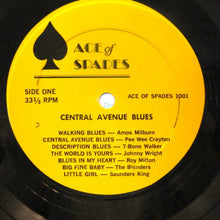 ACE of
SPADES
SIDE ONE
33⅓ RPM
ACE OF SPADES 1001
CENTRAL AVENUE BLUES
WALKING BLUES — Amos Milburn
CENTRAL AVENUE BLUES — Pee Wee Crayton
DESCRIPTION BLUES — T-Bone Walker
THE WORLD IS YOURS — Johnny Wright
BLUES IN MY HEART — Roy Milton
BIG FINE BABY — The Blenders
LITTLE GIRL — Saunders King